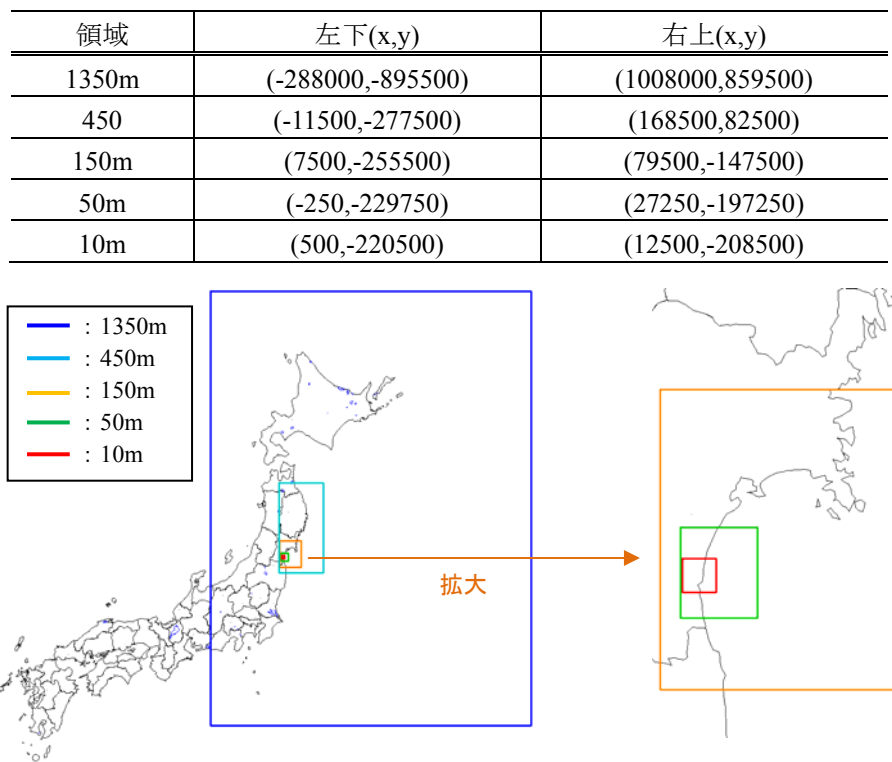 領域 左下(x,y) 右上(x,y)
1350m (-288000,-895500) (1008000,859500)
450 (-11500,-277500) (168500,82500)
150m (7500,-255500) (79500,-147500)
50m (-250,-229750) (27250,-197250)
10m (500,-220500) (12500,-208500)
：1350m
：450m
：150m
：50m
：10m
拡大